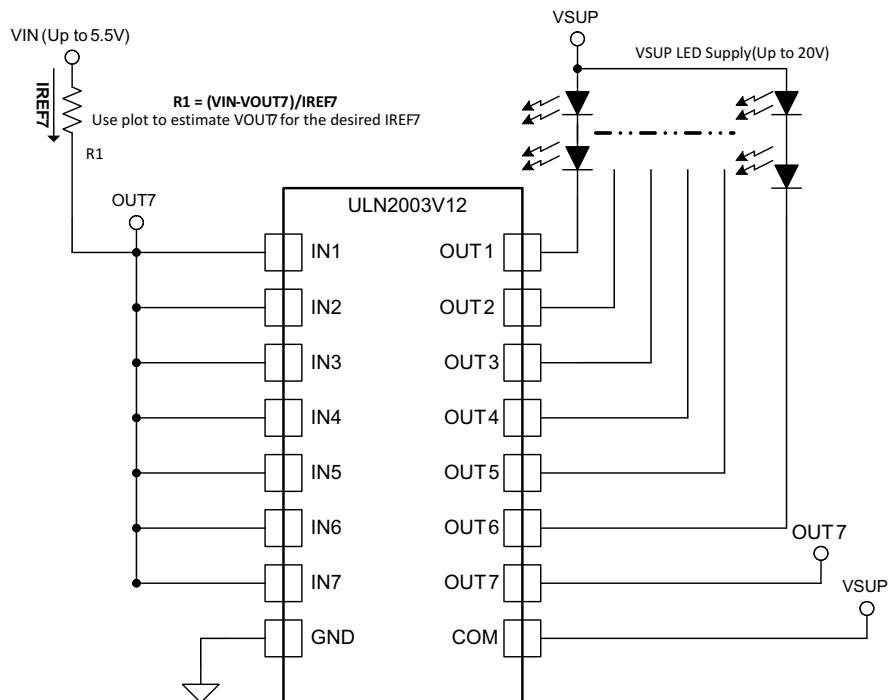 VSUP
VIN (Up to 5.5V)
VSUP LED Supply(Up to 20V)
IREF7
R1 = (VIN-VOUT7)/IREF7
Use plot to estimate VOUT7 for the desired IREF7
R1
OUT7
ULN2003V12
IN1
OUT1
IN2
OUT2
IN3
OUT3
IN4
OUT4
IN5
OUT5
IN6
OUT6
OUT7
IN7
OUT7
VSUP
GND
COM